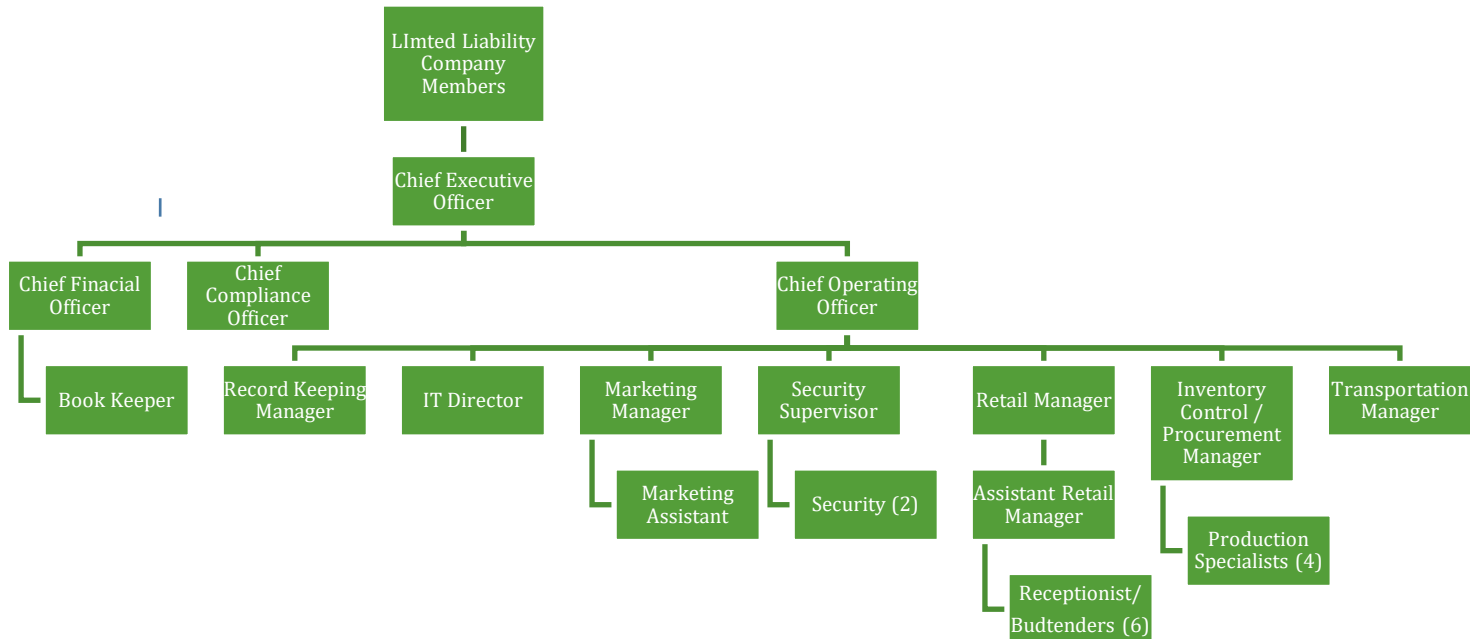 LImted Liability
Company
Members
Chief Executive
Officer
Chief Finacial
Officer
Chief
Compliance
Officer
Chief Operating
Officer
Book Keeper
Record Keeping
Manager
IT Director
Marketing
Manager
Security
Supervisor
Retail Manager
Inventory
Control /
Procurement
Manager
Transportation
Manager
Marketing
Assistant
Security (2)
Assistant Retail
Manager
Production
Specialists (4)
Receptionist/
Budtenders (6)